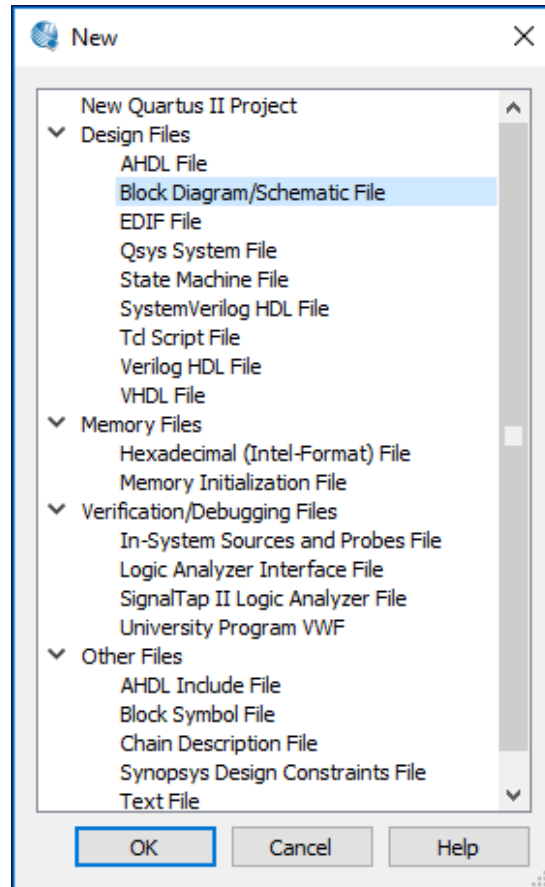 New
New Quartus II Project
Design Files
AHDL File
Block Diagram/Schematic File
EDIF File
Qsys System File
State Machine File
SystemVerilog HDL File
Tcl Script File
Verilog HDL File
VHDL File
Memory Files
Hexadecimal (Intel-Format) File
Memory Initialization File
Verification/Debugging Files
In-System Sources and Probes File
Logic Analyzer Interface File
SignalTap II Logic Analyzer File
University Program VWF
Other Files
AHDL Include File
Block Symbol File
Chain Description File
Synopsys Design Constraints File
Text File
OK Cancel Help